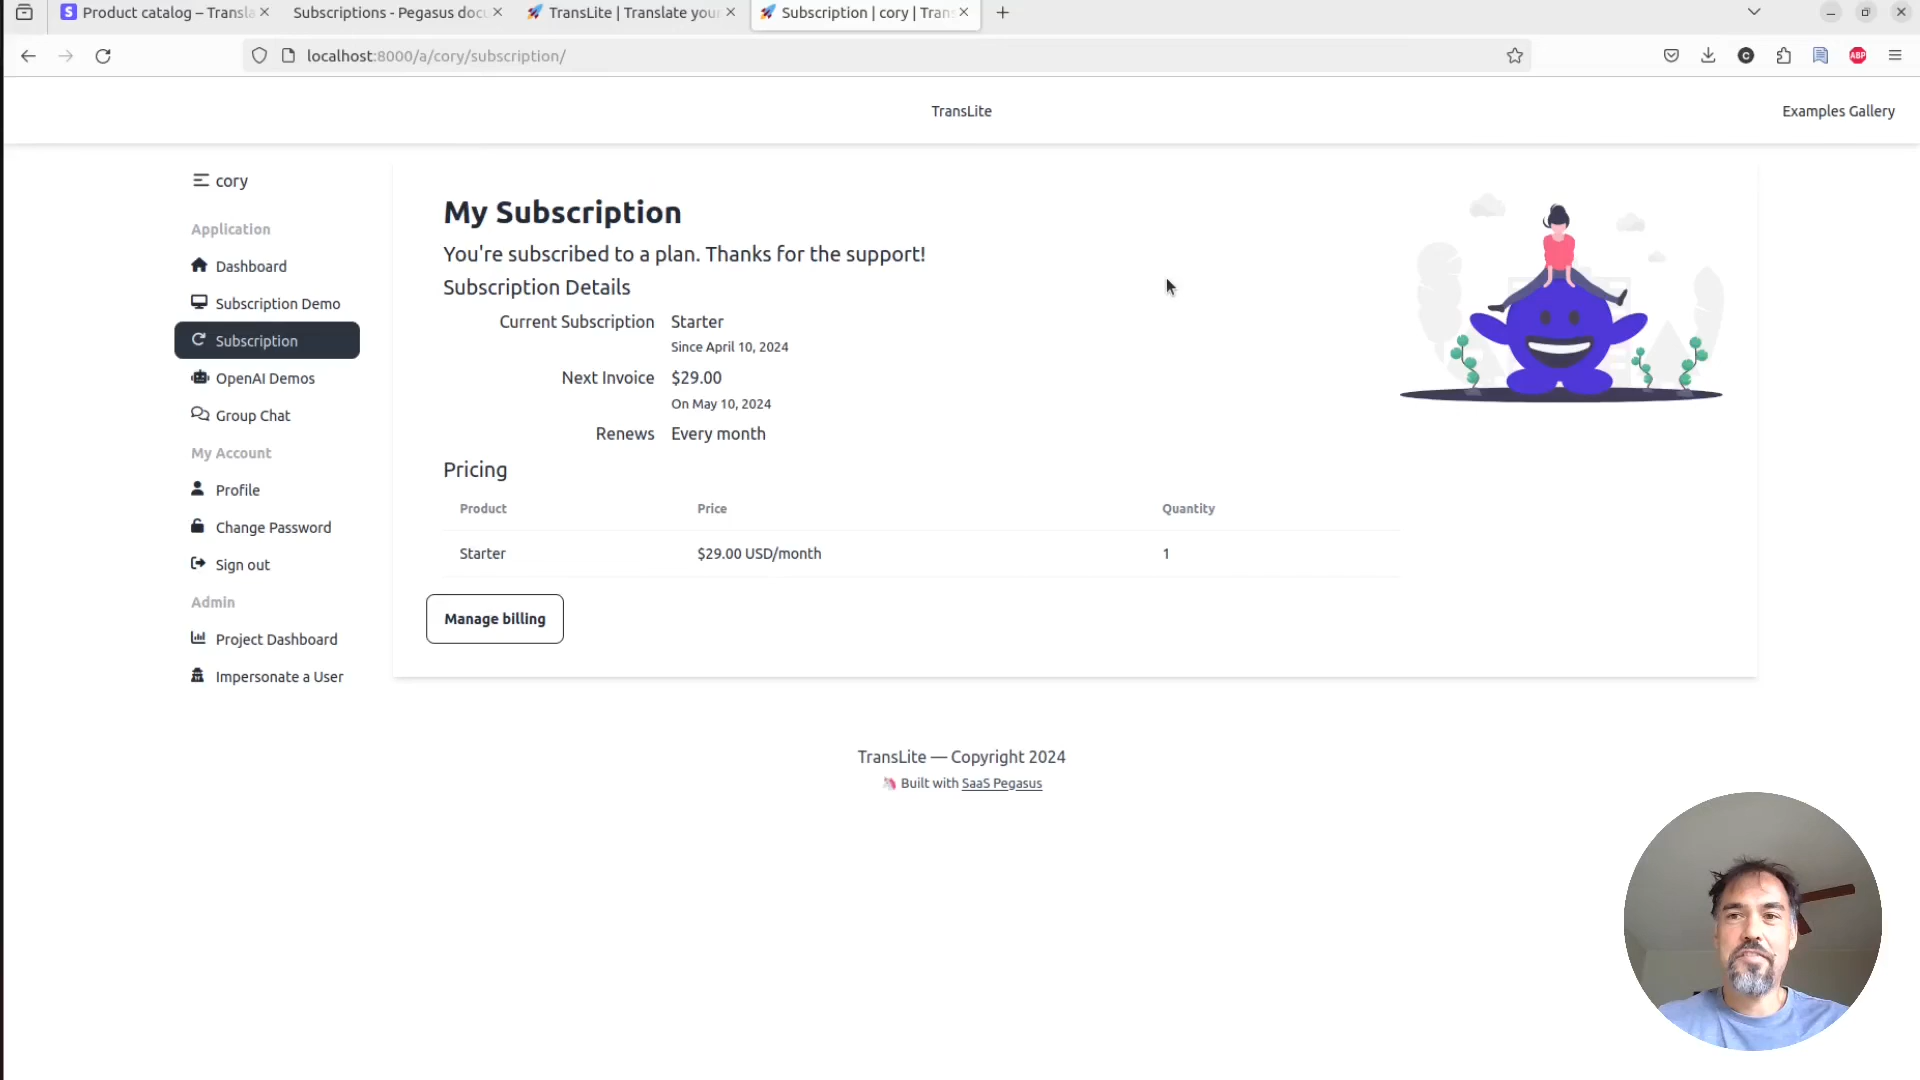 Product catalog – Transla
Subscriptions - Pegasus docu
TransLite | Translate your
Subscription | cory | Trans
localhost:8000/a/cory/subscription/
ABP
TransLite
Examples Gallery
cory
Application
Dashboard
Subscription Demo
Subscription
OpenAI Demos
Group Chat
My Account
Profile
Change Password
Sign out
Admin
Project Dashboard
Impersonate a User
My Subscription
You're subscribed to a plan. Thanks for the support!
Subscription Details
Current Subscription Starter
Since April 10, 2024
Next Invoice $29.00
On May 10, 2024
Renews Every month
Pricing
Product Price Quantity
Starter $29.00 USD/month 1
Manage billing
TransLite — Copyright 2024
Built with SaaS Pegasus